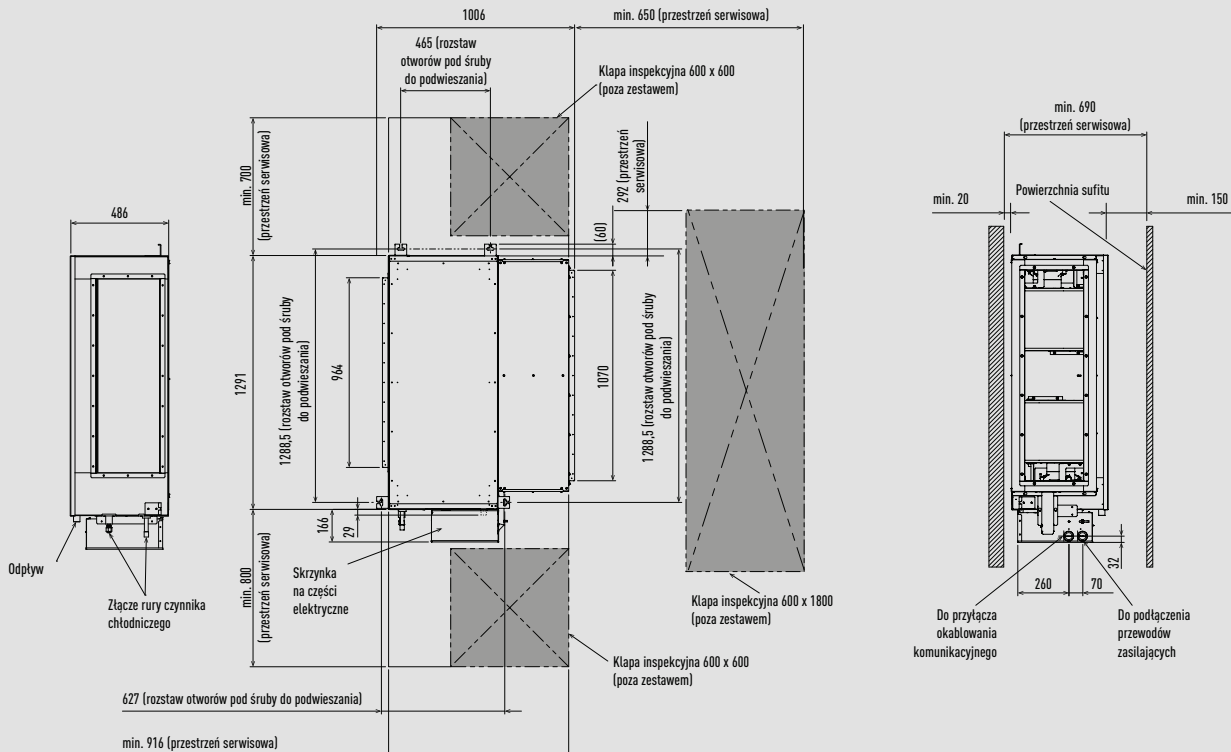 1006
min. 650 (przestrzeń serwisowa)
465 (rozstaw
otworów pod śruby
do podwieszania)
Klapa inspekcyjna 600 x 600
(poza zestawem)
min. 700
(przestrzeń serwisowa)
292 (przestrzeń
serwisowa)
(60)
min. 690
(przestrzeń serwisowa)
Powierzchnia sufitu
min. 20
min. 150
486
1291
1288,5 (rozstaw otworów pod śruby
do podwieszania)
964
1070
1288,5 (rozstaw otworów pod śruby
do podwieszania)
166
29
Odpływ
Złącze rury czynnika
chłodniczego
min. 800
(przestrzeń serwisowa)
Skrzynka
na części
elektryczne
Klapa inspekcyjna 600 x 1800
(poza zestawem)
Klapa inspekcyjna 600 x 600
(poza zestawem)
32
260
70
Do przyłącza
okablowania
komunikacyjnego
Do podłączenia
przewodów
zasilających
627 (rozstaw otworów pod śruby do podwieszania)
min. 916 (przestrzeń serwisowa)